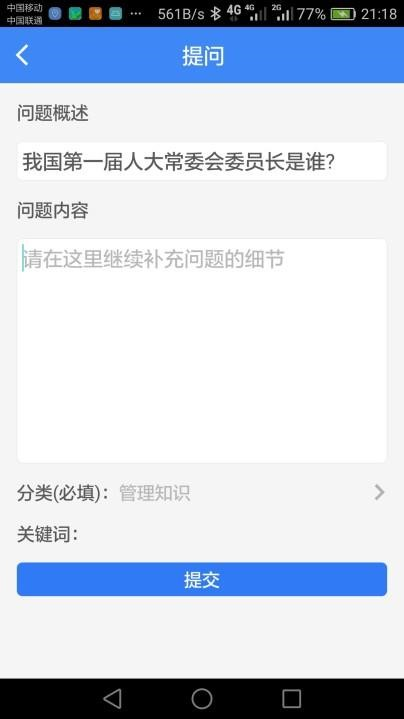 中国移动
中国联通
··· 561B/s 4G 4G 2G 77% 21:18
提问
问题概述
我国第一届人大常委会委员长是谁?
问题内容
请在这里继续补充问题的细节
分类(必填): 管理知识
关键词:
提交